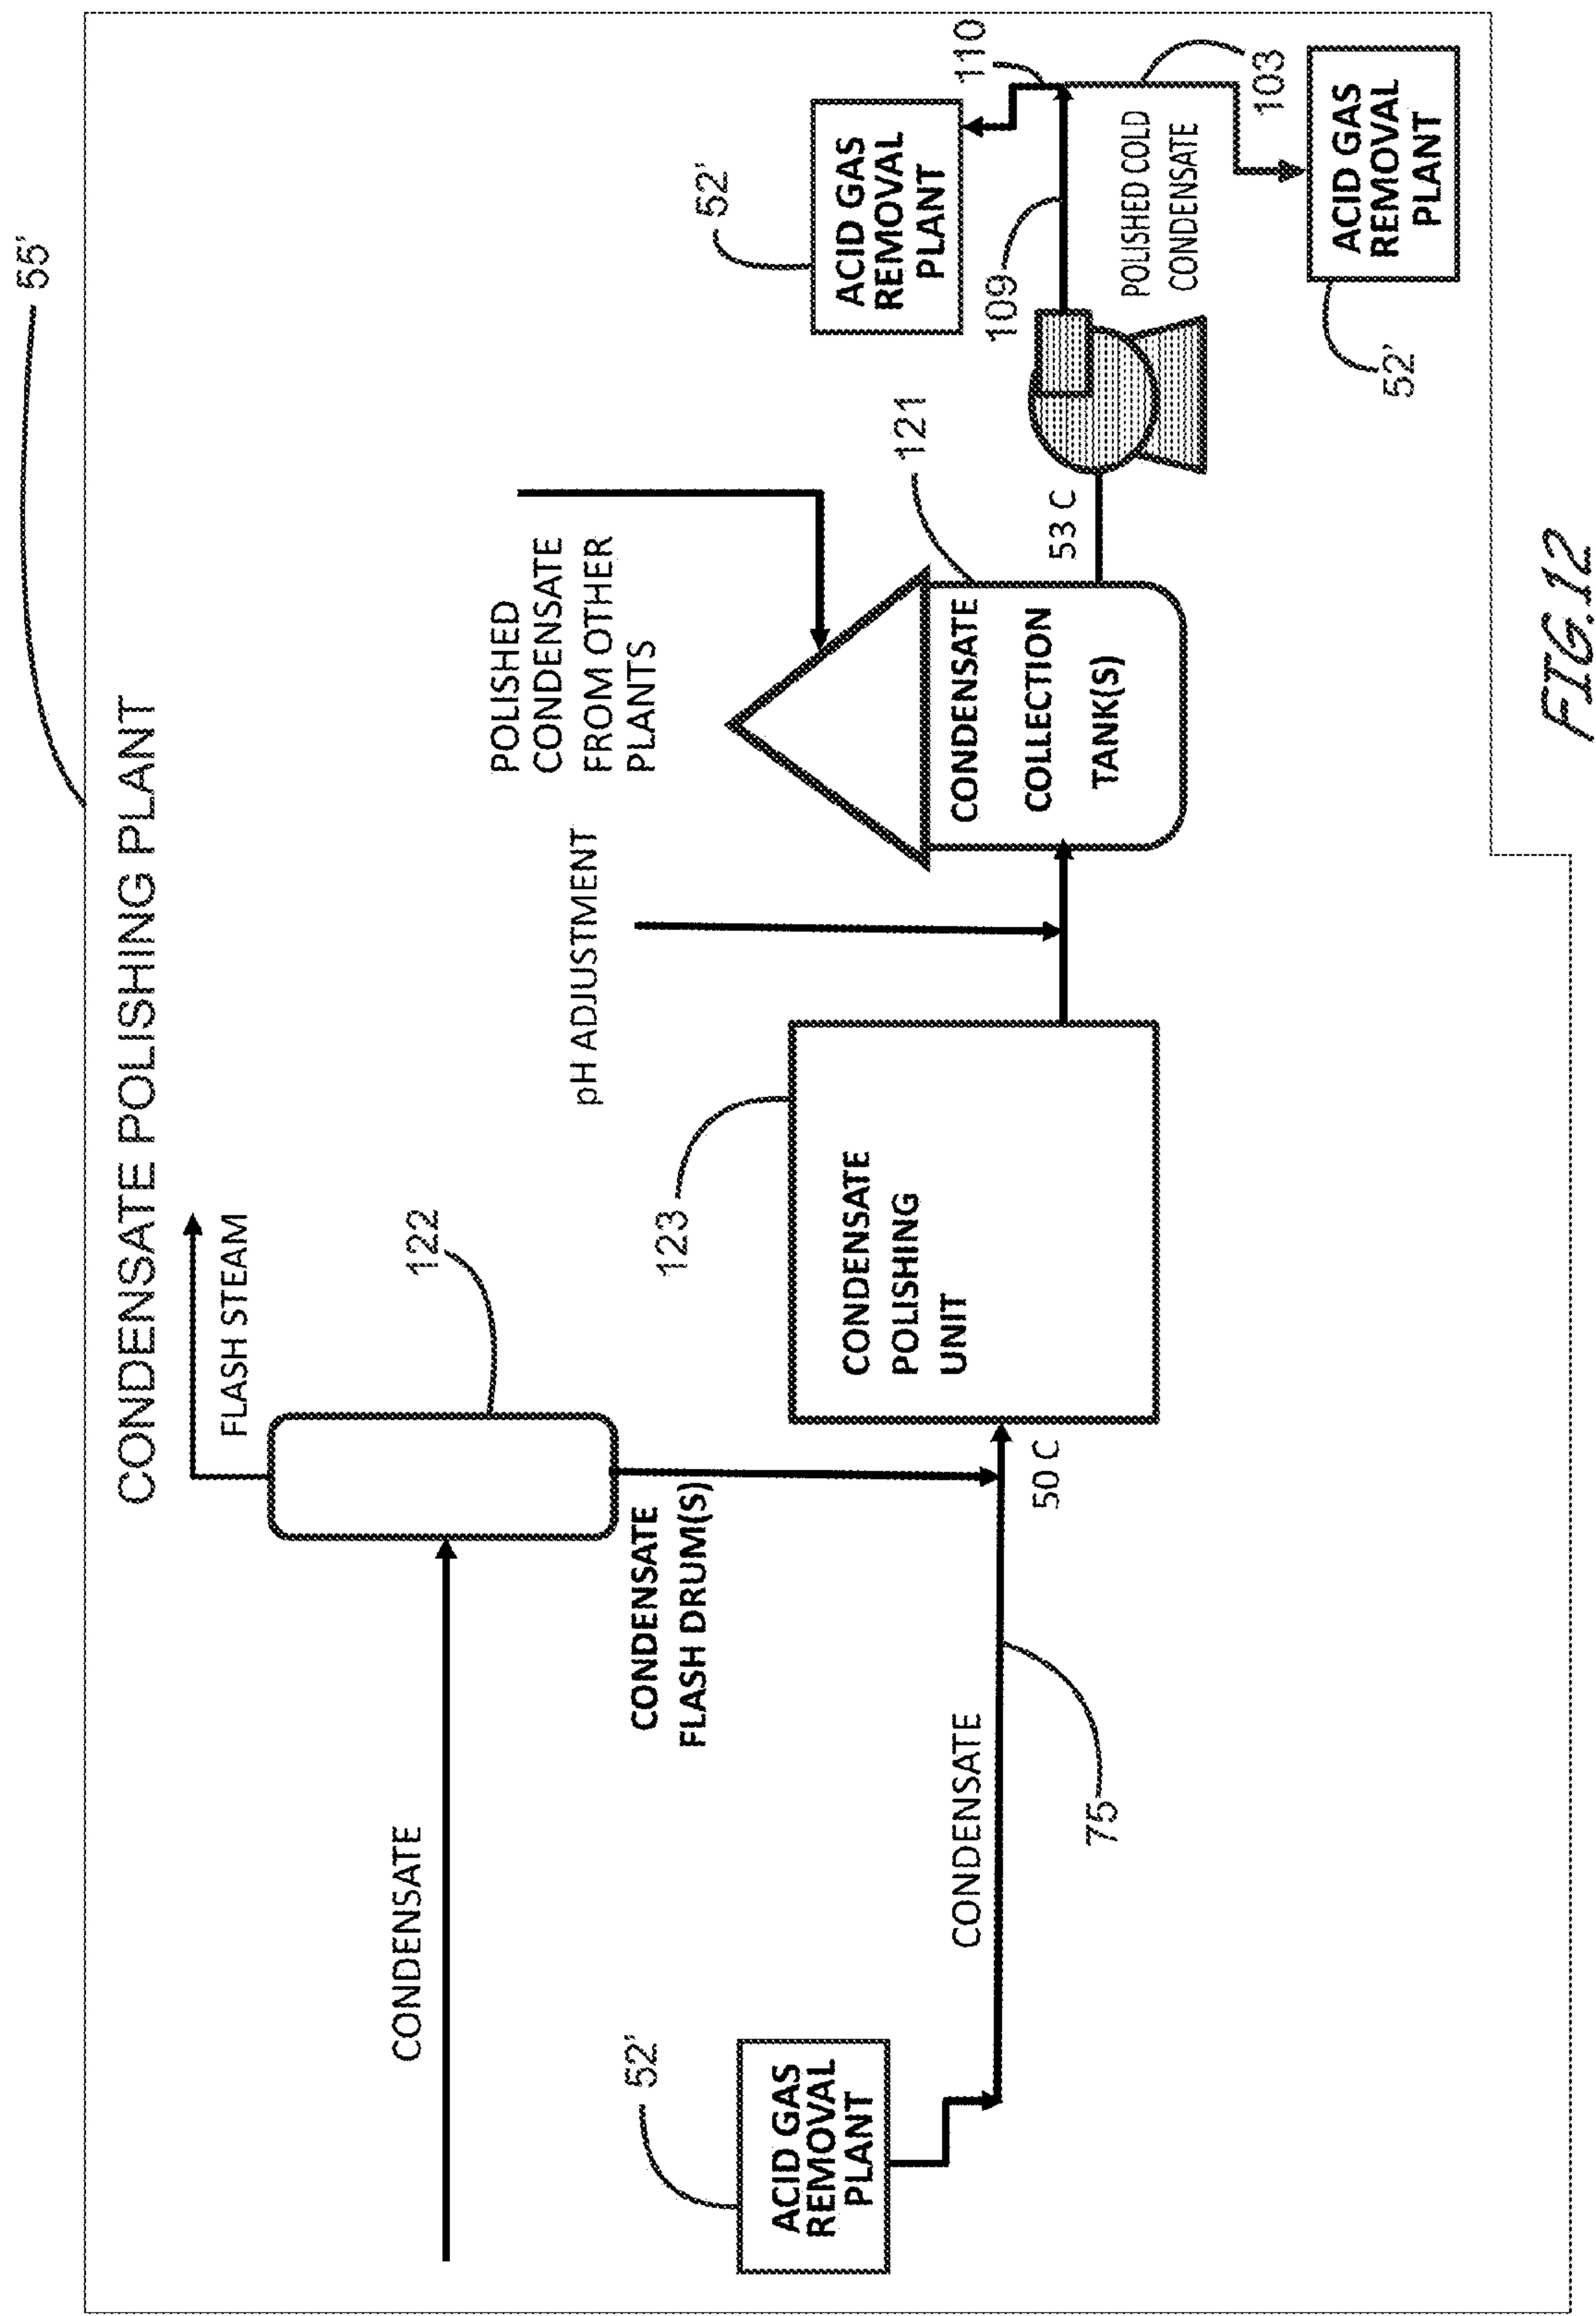 55'
CONDENSATE POLISHING PLANT
FLASH STEAM
122
CONDENSATE
CONDENSATE
FLASH DRUM(S)
52'
ACID GAS
REMOVAL
PLANT
CONDENSATE
75
50 C
123
CONDENSATE
POLISHING
UNIT
pH ADJUSTMENT
POLISHED
CONDENSATE
FROM OTHER
PLANTS
121
CONDENSATE
COLLECTION
TANK(S)
53 C
109
52'
ACID GAS
REMOVAL
PLANT
110
POLISHED COLD
CONDENSATE
103
52'
ACID GAS
REMOVAL
PLANT
FIG.12